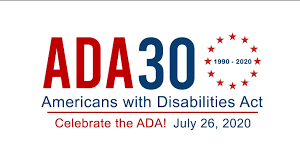 ADA30
1990 - 2020
Americans with Disabilities Act
Celebrate the ADA! July 26, 2020